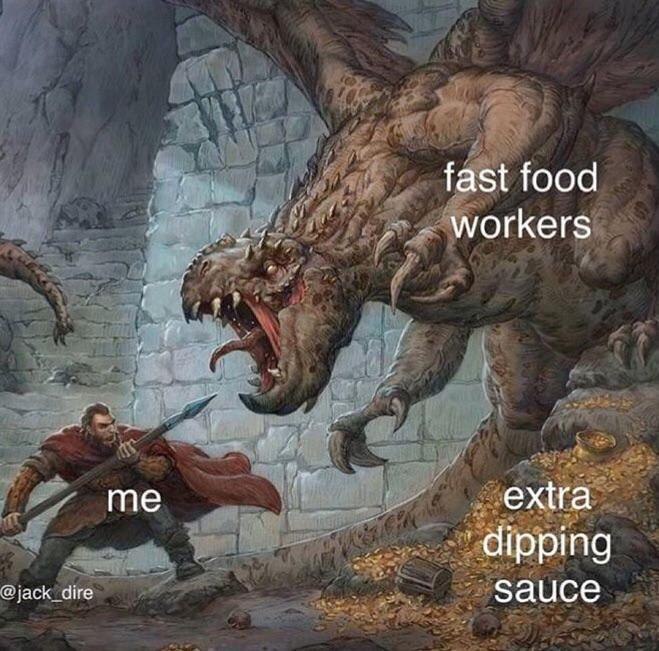 fast food
workers
me
extra
dipping
sauce
@jack_dire